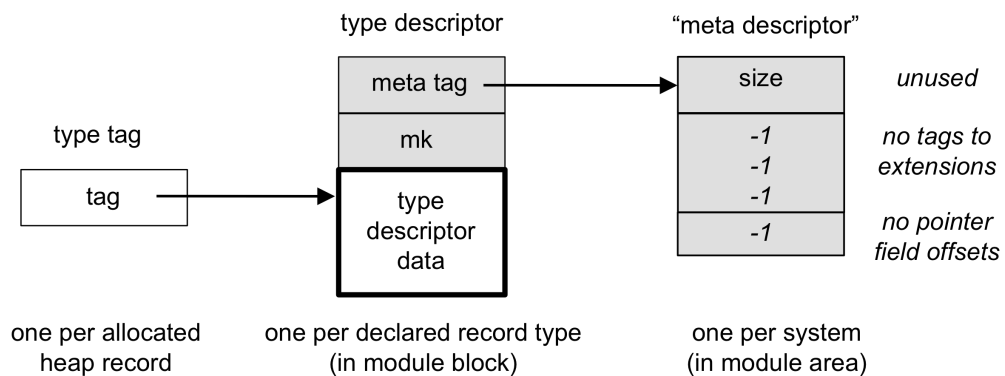 type descriptor
“meta descriptor”
meta tag
size
unused
type tag
mk
-1
no tags to
-1
extensions
-1
tag
type
descriptor
data
-1
no pointer
field offsets
one per allocated
heap record
one per declared record type
(in module block)
one per system
(in module area)